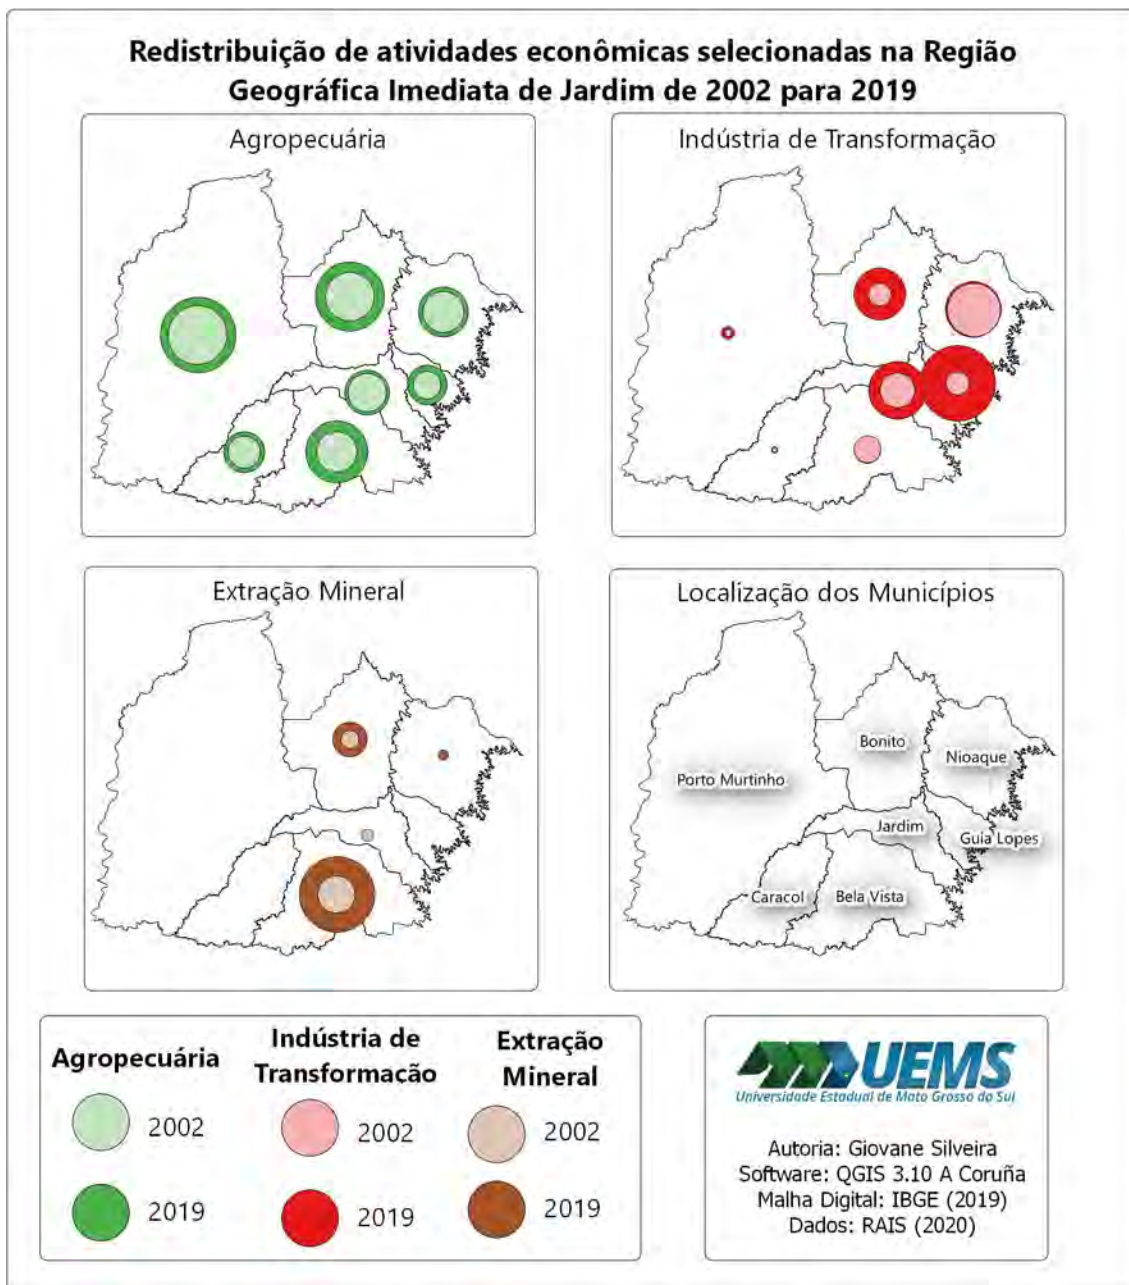 Redistribuição de atividades econômicas selecionadas na Região
Geográfica Imediata de Jardim de 2002 para 2019
Agropecuária
Indústria de Transformação
Extração Mineral
Localização dos Municípios
Bonito
Nioaque
Porto Murtinho
Jardim
Guia Lopes
Caracol
Bela Vista
Agropecuária
2002
2019
Indústria de
Transformacão
2002
2019
Extração
Mineral
2002
2019
UEMS
Universidade Estadual de Mato Grosso do Sul
Autoria: Giovane Silveira
Software: QGIS 3.10 A Coruña
Malha Digital: IBGE (2019)
Dados: RAIS (2020)